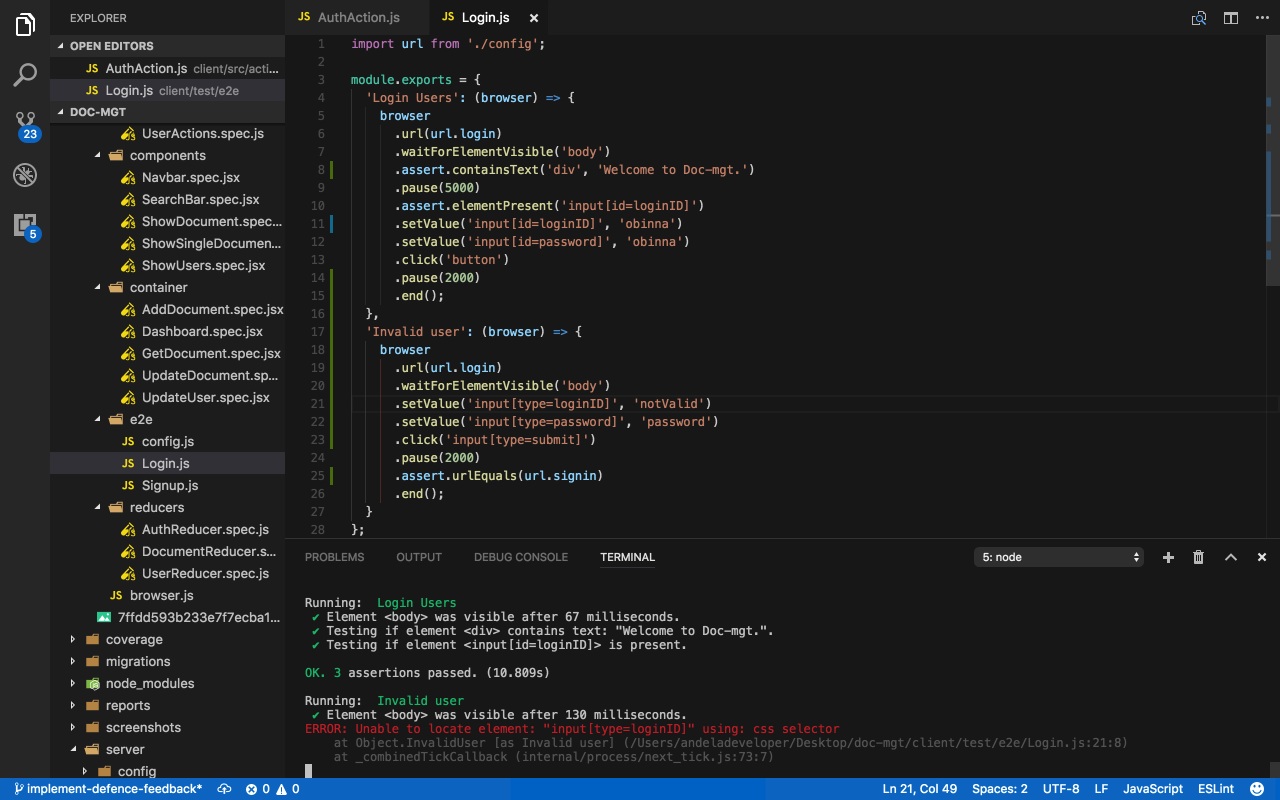 EXPLORER
OPEN EDITORS
JS AuthAction.js client/src/acti...
JS Login.js client/test/e2e
DOC-MGT
UserActions.spec.js
components
Navbar.spec.jsx
SearchBar.spec.jsx
ShowDocument.spec...
ShowSingleDocumen...
ShowUsers.spec.jsx
container
AddDocument.spec.jsx
Dashboard.spec.jsx
GetDocument.spec.jsx
UpdateDocument.sp...
UpdateUser.spec.jsx
e2e
JS config.js
JS Login.js
JS Signup.js
reducers
AuthReducer.spec.js
DocumentReducer.s...
UserReducer.spec.js
JS browser.js
7ffdd593b233e7f7ecba1...
coverage
migrations
node_modules
reports
screenshots
server
config
23
5
JS AuthAction.js JS Login.js ×
1 import url from './config';
2
3 module.exports = {
4 'Login Users': (browser) => {
5 browser
6 .url(url.login)
7 .waitForElementVisible('body')
8 .assert.containsText('div', 'Welcome to Doc-mgt.')
9 .pause(5000)
10 .assert.elementPresent('input[id=loginID]')
11 .setValue('input[id=loginID]', 'obinna')
12 .setValue('input[id=password]', 'obinna')
13 .click('button')
14 .pause(2000)
15 .end();
16 },
17 'Invalid user': (browser) => {
18 browser
19 .url(url.login)
20 .waitForElementVisible('body')
21 .setValue('input[type=loginID]', 'notValid')
22 .setValue('input[type=password]', 'password')
23 .click('input[type=submit]')
24 .pause(2000)
25 .assert.urlEquals(url.signin)
26 .end();
27 }
28 };
PROBLEMS OUTPUT DEBUG CONSOLE TERMINAL 5: node
Running: Login Users
✔ Element <body> was visible after 67 milliseconds.
✔ Testing if element <div> contains text: "Welcome to Doc-mgt.".
✔ Testing if element <input[id=loginID]> is present.
OK. 3 assertions passed. (10.809s)
Running: Invalid user
✔ Element <body> was visible after 130 milliseconds.
ERROR: Unable to locate element: "input[type=loginID]" using: css selector
at Object.InvalidUser [as Invalid user] (/Users/andeladeveloper/Desktop/doc-mgt/client/test/e2e/Login.js:21:8)
at _combinedTickCallback (internal/process/next_tick.js:73:7)
implement-defence-feedback* 0 0 Ln 21, Col 49 Spaces: 2 UTF-8 LF JavaScript ESLint